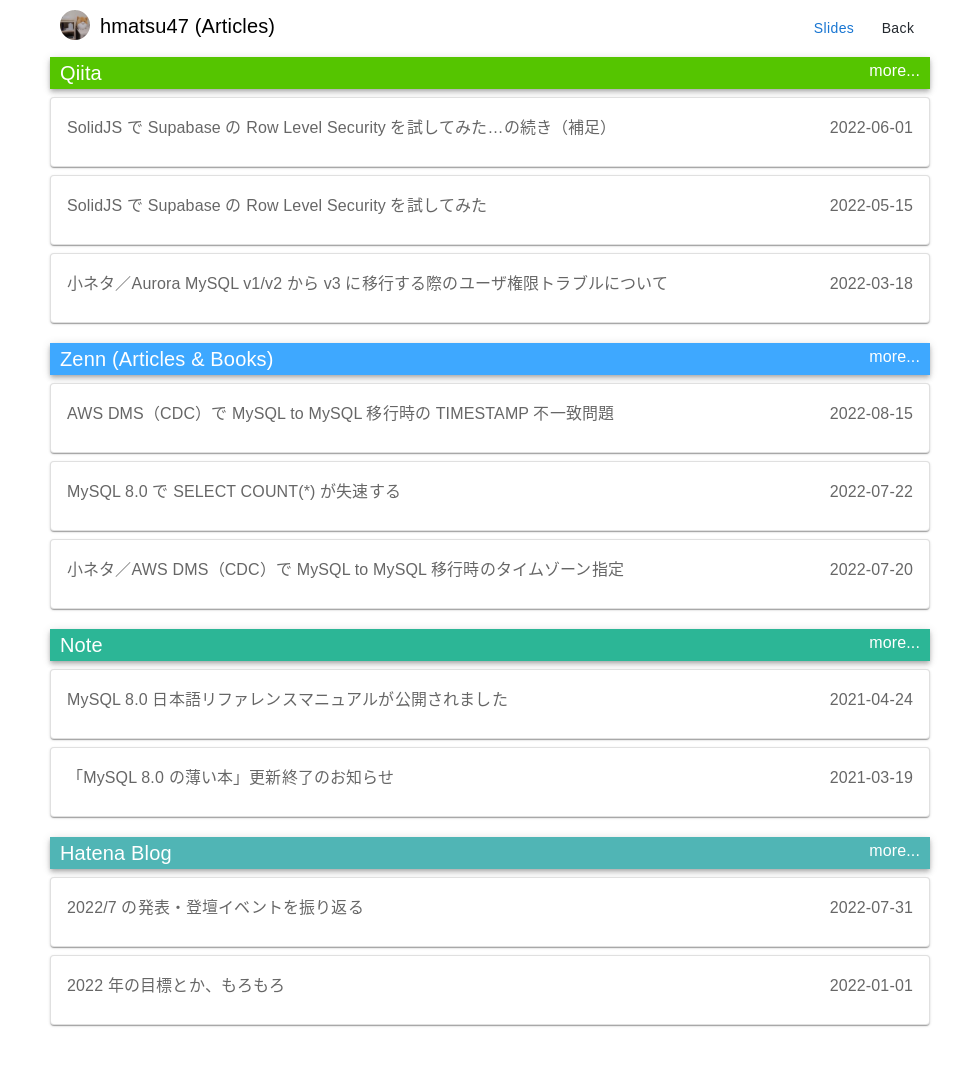 hmatsu47 (Articles)
Slides
Back
Qiita
more...
SolidJS で Supabase の Row Level Security を試してみた…の続き（補足）
2022-06-01
SolidJS で Supabase の Row Level Security を試してみた
2022-05-15
小ネタ／Aurora MySQL v1/v2 から v3 に移行する際のユーザ権限トラブルについて
2022-03-18
Zenn (Articles & Books)
more...
AWS DMS（CDC）で MySQL to MySQL 移行時の TIMESTAMP 不一致問題
2022-08-15
MySQL 8.0 で SELECT COUNT(*) が失速する
2022-07-22
小ネタ／AWS DMS（CDC）で MySQL to MySQL 移行時のタイムゾーン指定
2022-07-20
Note
more...
MySQL 8.0 日本語リファレンスマニュアルが公開されました
2021-04-24
「MySQL 8.0 の薄い本」更新終了のお知らせ
2021-03-19
Hatena Blog
more...
2022/7 の発表・登壇イベントを振り返る
2022-07-31
2022 年の目標とか、もろもろ
2022-01-01